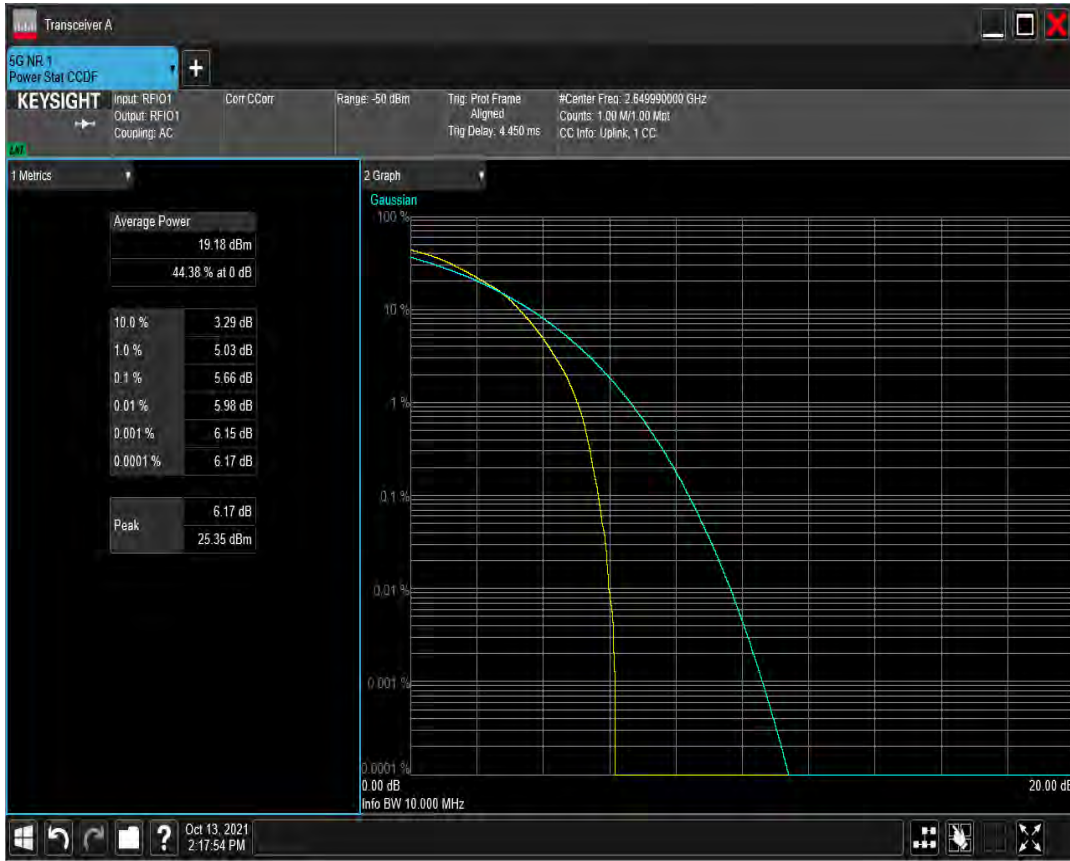 Transceiver A
5G NR 1
Power Stat CCDF
KEYSIGHT
Input: RFIO1
Output: RFIO1
Coupling: AC
Corr CCorr
Range: -50 dBm
Trig: Prot Frame
Aligned
Trig Delay: 4.450 ms
#Center Freq: 2.649990000 GHz
Counts: 1.00 M/1.00 Mpt
CC Info: Uplink, 1 CC
1 Metrics
Average Power
19.18 dBm
44.38 % at 0 dB
10.0 % 3.29 dB
1.0 % 5.03 dB
0.1 % 5.66 dB
0.01 % 5.98 dB
0.001 % 6.15 dB
0.0001 % 6.17 dB
Peak
6.17 dB
25.35 dBm
2 Graph
Gaussian
100 %
10 %
1 %
0.1 %
0.01 %
0.001 %
0.0001 %
0.00 dB
20.00 dB
Info BW 10.000 MHz
Oct 13, 2021
2:17:54 PM